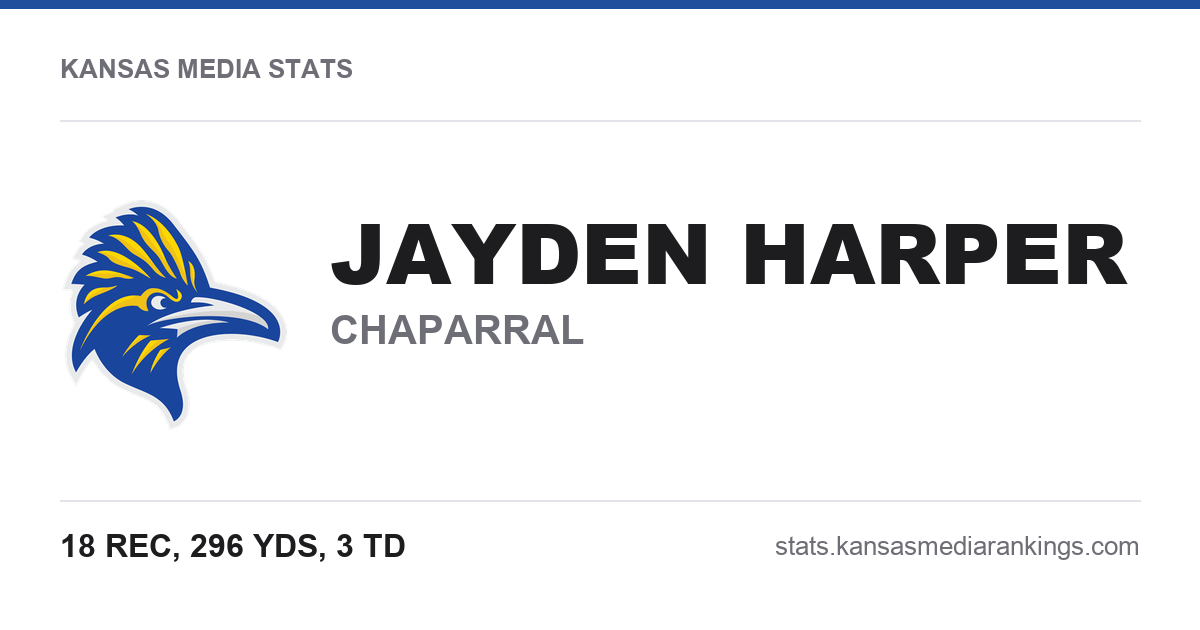 KANSAS MEDIA STATS
JAYDEN HARPER
CHAPARRAL
18 REC, 296 YDS, 3 TD
stats.kansasmediarankings.com